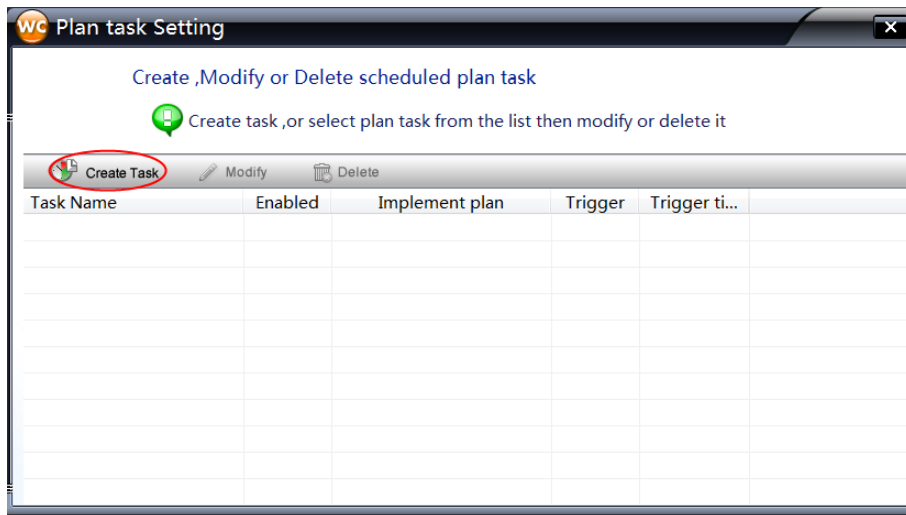 WC Plan task Setting
Create ,Modify or Delete scheduled plan task
Create task ,or select plan task from the list then modify or delete it
Create Task Modify Delete
Task Name Enabled Implement plan Trigger Trigger ti...